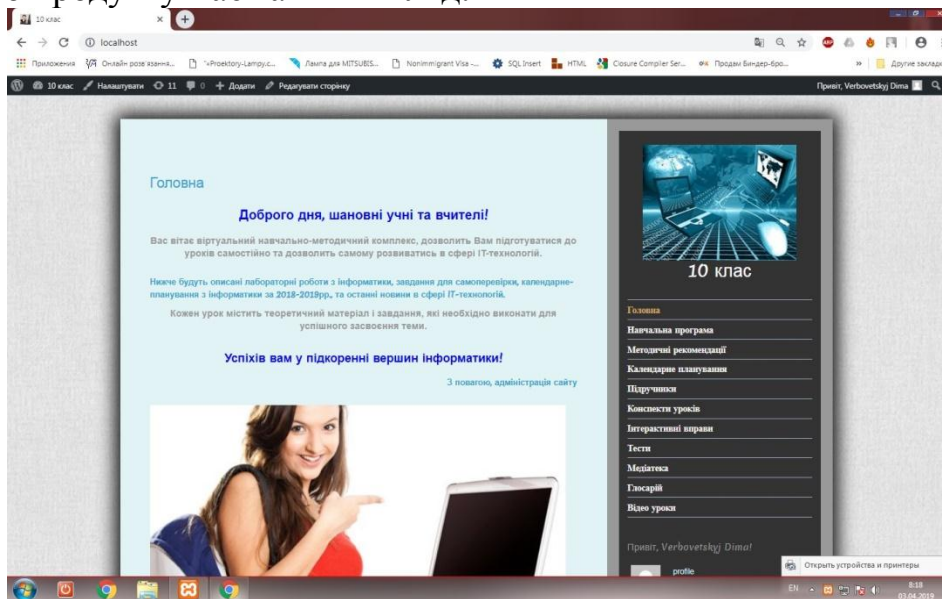 10 клас
localhost
Приложения
Онлайн розв'язання...
"»Proektory-Lampy.c...
Лампа для MITSUBIS...
Nonimmigrant Visa -...
SQL Insert
HTML
Closure Compiler Ser...
Продам Биндер-бро...
»
Другие закладки
10 клас
Налаштувати
11
0
Додати
Редагувати сторінку
Привіт, Verbovetskyj Dima
Головна
Доброго дня, шановні учні та вчителі!
Вас вітає віртуальний навчально-методичний комплекс, дозволить Вам підготуватися до
уроків самостійно та дозволить самому розвиватись в сфері ІТ-технологій.
Нижче будуть описані лабораторні роботи з інформатики, завдання для самоперевірки, календарне-
планування з інформатики за 2018-2019рр., та останні новини в сфері ІТ-технологій.
Кожен урок містить теоретичний матеріал і завдання, які необхідно виконати для
успішного засвоєння теми.
Успіхів вам у підкоренні вершин інформатики!
З повагою, адміністрація сайту
10 клас
Головна
Навчальна програма
Методичні рекомендації
Календарне планування
Підручники
Конспекти уроків
Інтерактивні вправи
Тести
Медіатека
Глосарій
Відео уроки
Привіт, Verbovetskyj Dima!
profile
Открыть устройства и принтеры
EN
8:18
03.04.2019